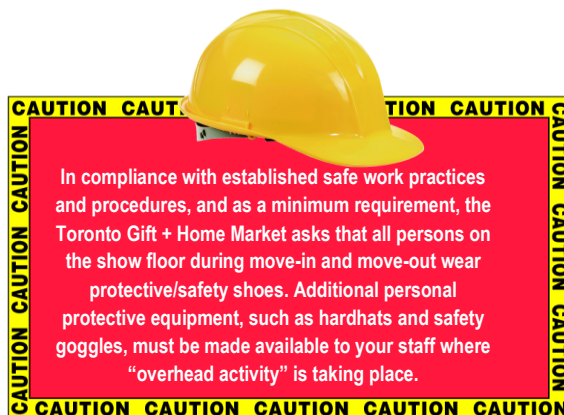 CAUTION CAUT TION CAUTION
CAUTION CAUTION CAUTION
CAUTION CAUTION CAUTION
In compliance with established safe work practices
and procedures, and as a minimum requirement, the
Toronto Gift + Home Market asks that all persons on
the show floor during move-in and move-out wear
protective/safety shoes. Additional personal
protective equipment, such as hardhats and safety
goggles, must be made available to your staff where
“overhead activity” is taking place.
CAUTION CAUTION CAUTION CAUTION